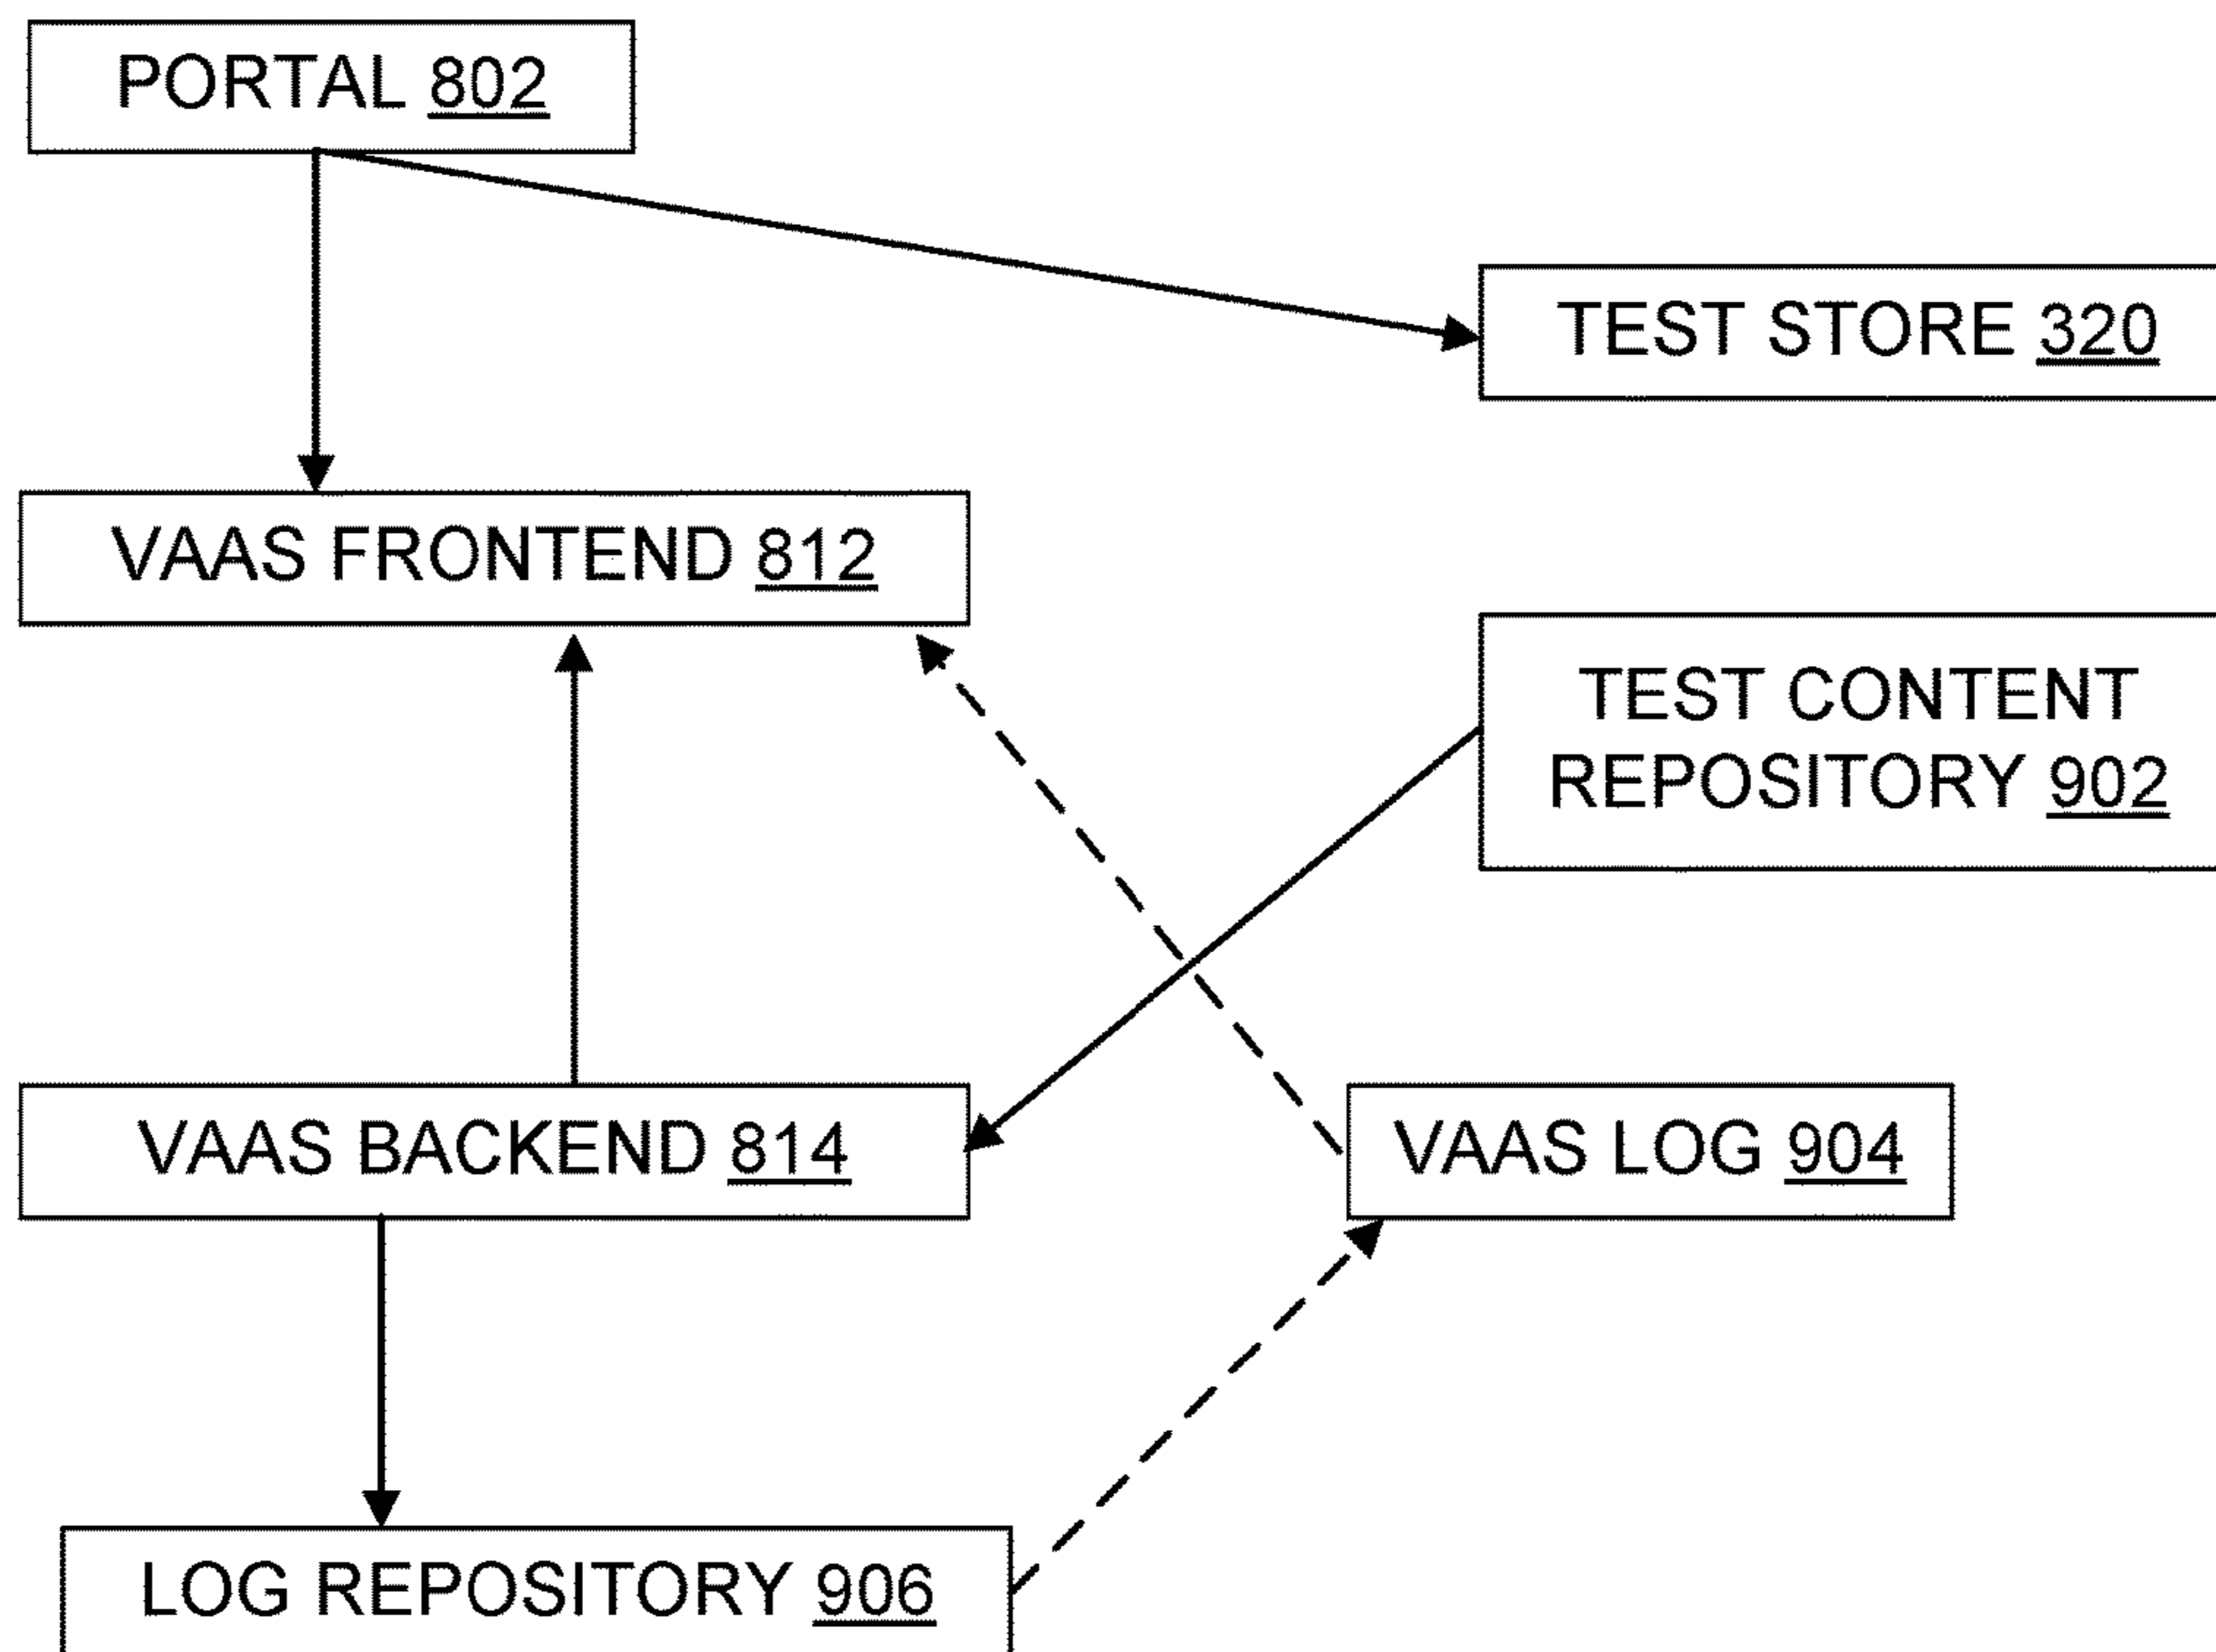 PORTAL 802
TEST STORE 320
VAAS FRONTEND 812
TEST CONTENT
REPOSITORY 902
VAAS BACKEND 814
VAAS LOG 904
LOG REPOSITORY 906